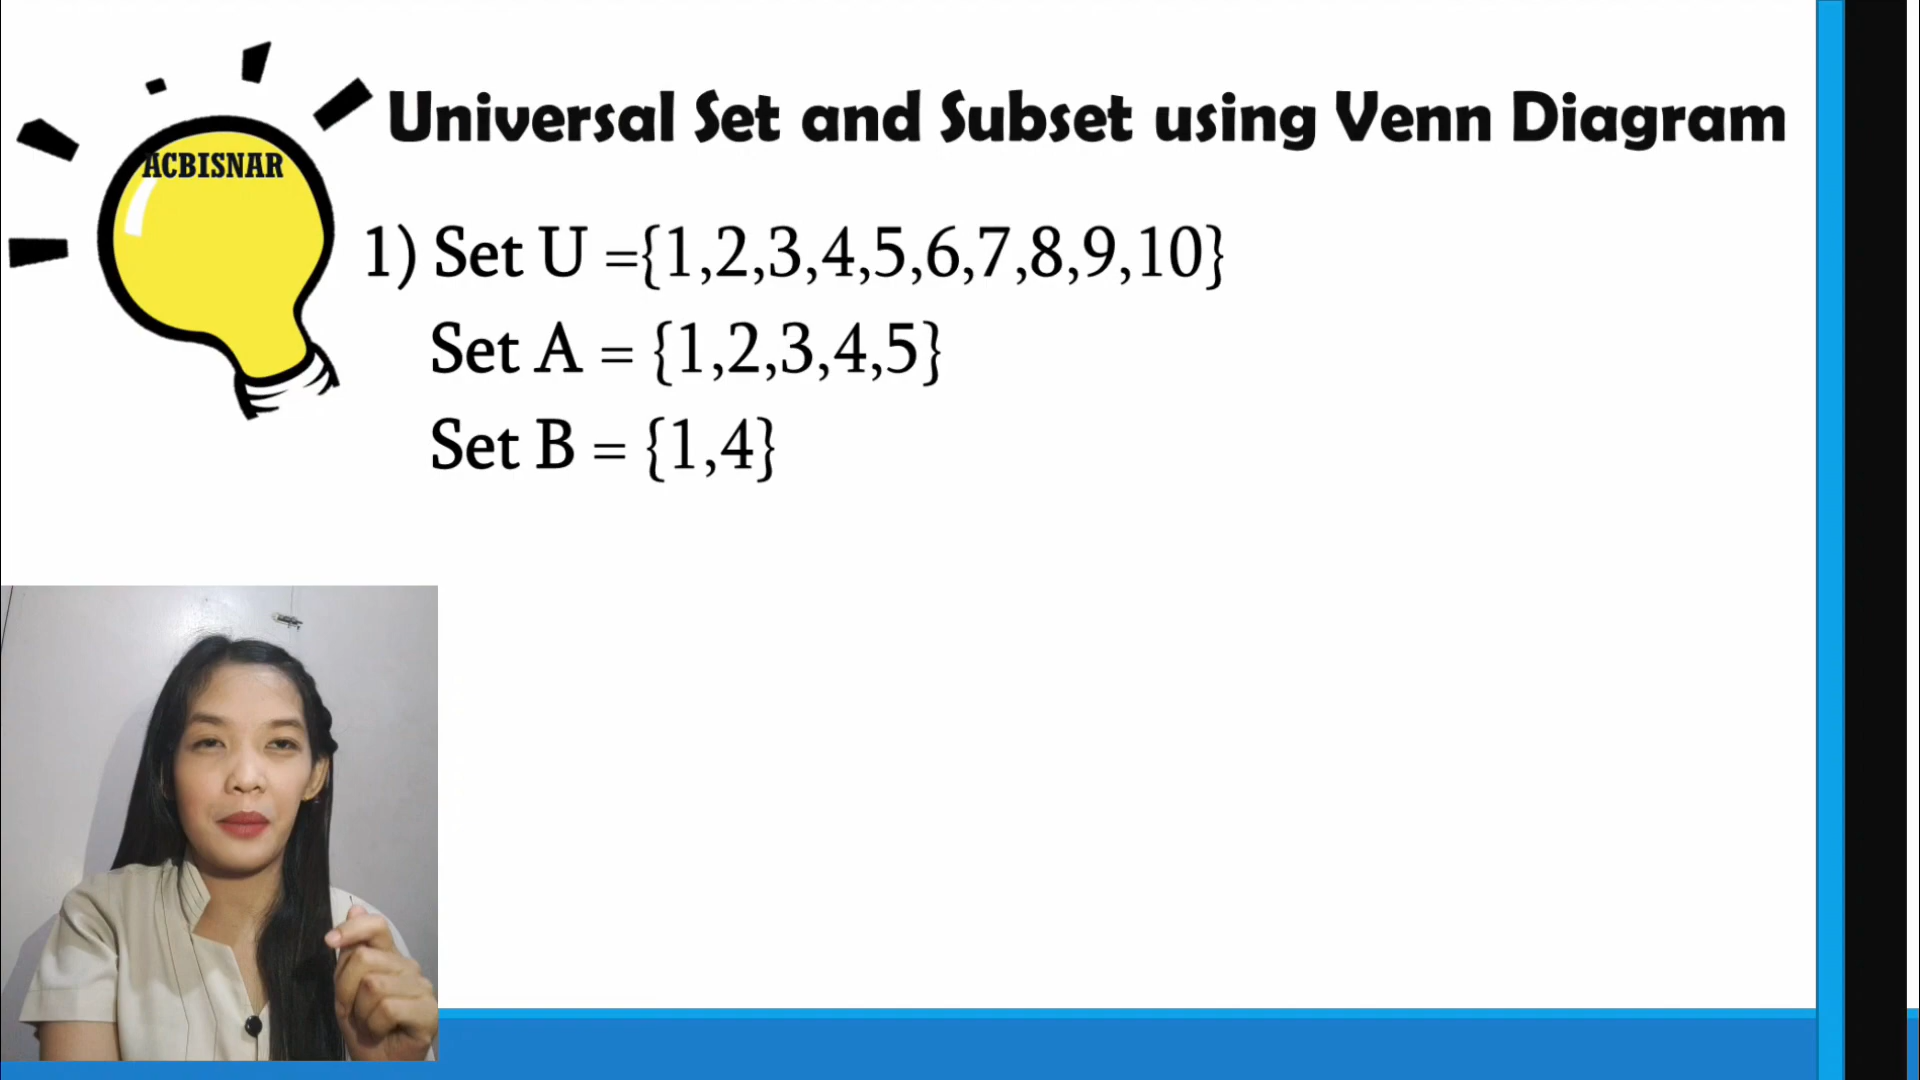 Universal Set and Subset using Venn Diagram
ACBISNAR
1) Set U ={1,2,3,4,5,6,7,8,9,10}
Set A = {1,2,3,4,5}
Set B = {1,4}